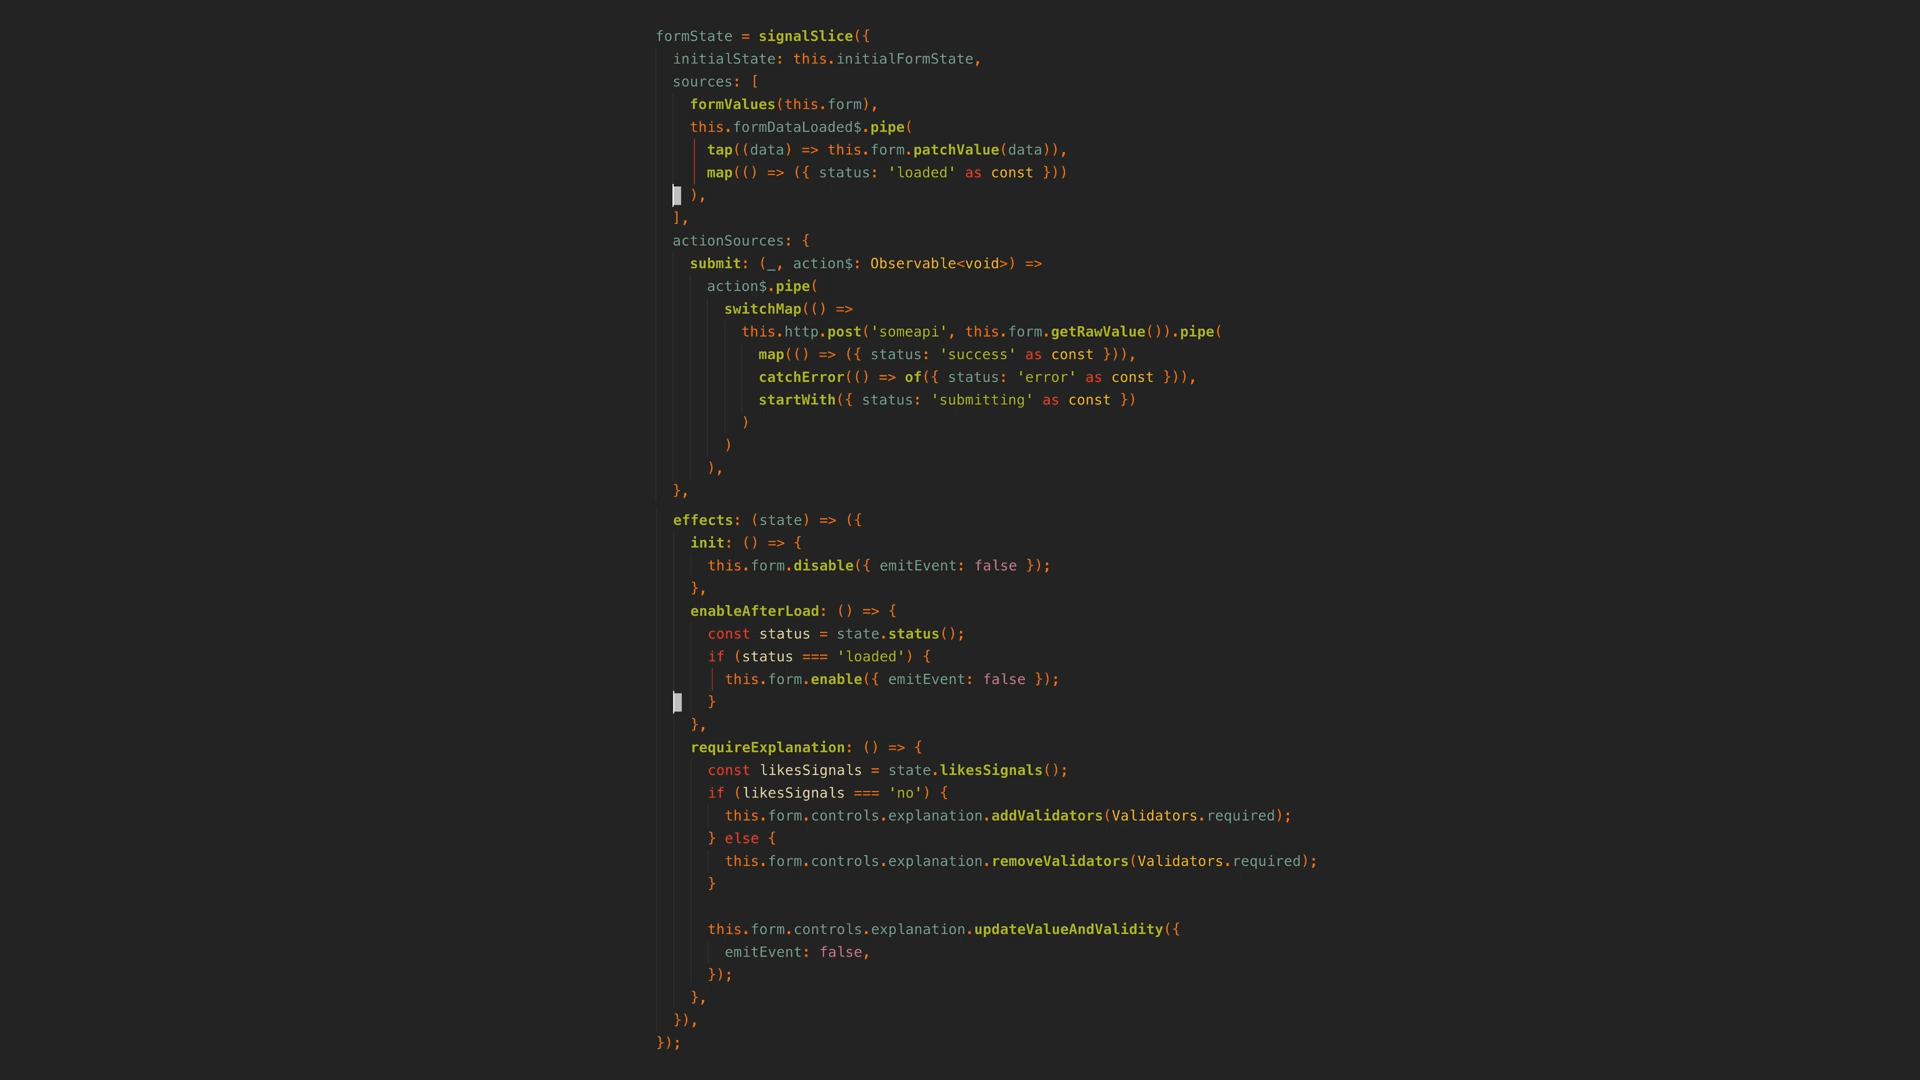 formState = signalSlice({
  initialState: this.initialFormState,
  sources: [
    formValues(this.form),
    this.formDataLoaded$.pipe(
      tap((data) => this.form.patchValue(data)),
      map(() => ({ status: 'loaded' as const }))
    ),
  ],
  actionSources: {
    submit: (_, action$: Observable<void>) =>
      action$.pipe(
        switchMap(() =>
          this.http.post('someapi', this.form.getRawValue()).pipe(
            map(() => ({ status: 'success' as const })),
            catchError(() => of({ status: 'error' as const })),
            startWith({ status: 'submitting' as const })
          )
        )
      ),
  },
  effects: (state) => ({
    init: () => {
      this.form.disable({ emitEvent: false });
    },
    enableAfterLoad: () => {
      const status = state.status();
      if (status === 'loaded') {
        this.form.enable({ emitEvent: false });
      }
    },
    requireExplanation: () => {
      const likesSignals = state.likesSignals();
      if (likesSignals === 'no') {
        this.form.controls.explanation.addValidators(Validators.required);
      } else {
        this.form.controls.explanation.removeValidators(Validators.required);
      }

      this.form.controls.explanation.updateValueAndValidity({
        emitEvent: false,
      });
    },
  }),
});